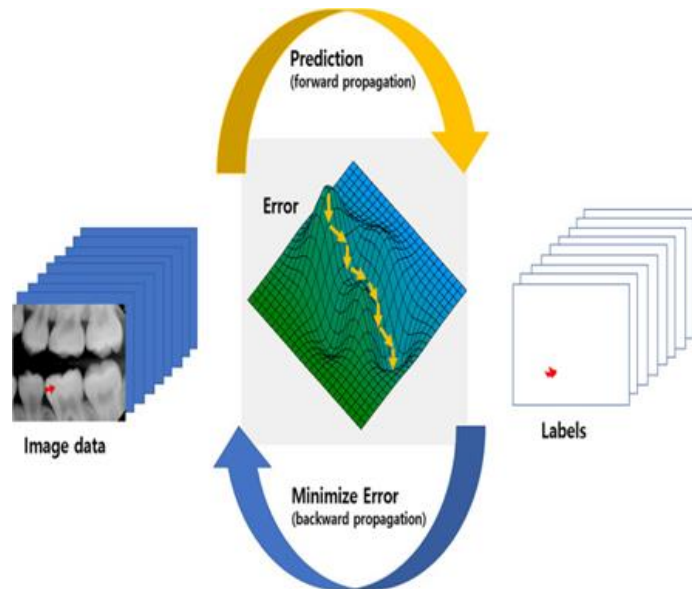 Prediction
(forward propagation)
Error
Image data
Labels
Minimize Error
(backward propagation)